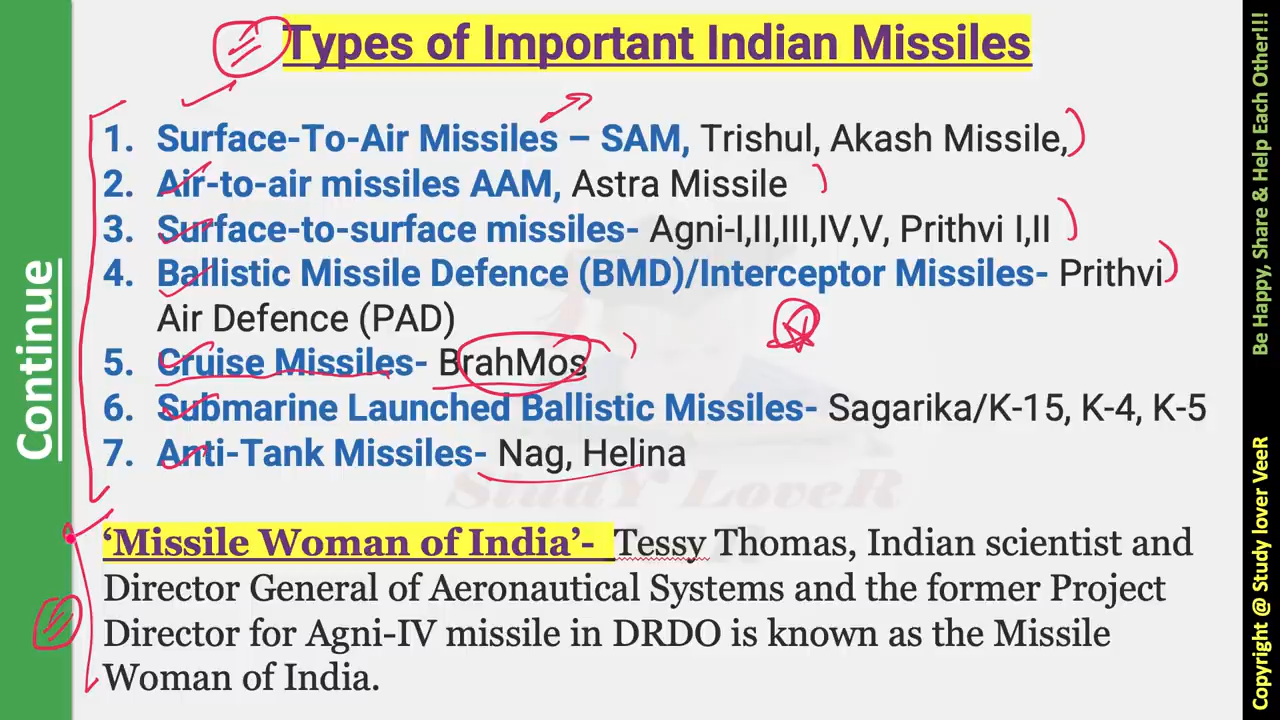 Types of Important Indian Missiles
1. Surface-To-Air Missiles – SAM, Trishul, Akash Missile,
2. Air-to-air missiles AAM, Astra Missile
3. Surface-to-surface missiles- Agni-I,II,III,IV,V, Prithvi I,II
4. Ballistic Missile Defence (BMD)/Interceptor Missiles- Prithvi
Air Defence (PAD)
5. Cruise Missiles- BrahMos
6. Submarine Launched Ballistic Missiles- Sagarika/K-15, K-4, K-5
7. Anti-Tank Missiles- Nag, Helina
StudY LoveR
‘Missile Woman of India’- Tessy Thomas, Indian scientist and
Director General of Aeronautical Systems and the former Project
Director for Agni-IV missile in DRDO is known as the Missile
Woman of India.
Continue
Be Happy, Share & Help Each Other!!!
Copyright @ Study lover VeeR